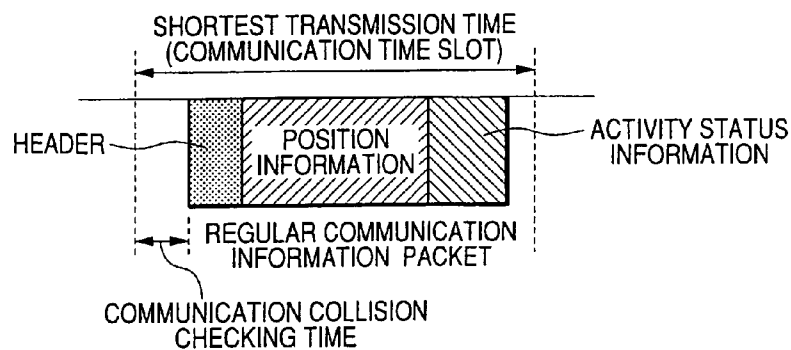 SHORTEST TRANSMISSION TIME
(COMMUNICATION TIME SLOT)
HEADER
POSITION
INFORMATION
ACTIVITY STATUS
INFORMATION
REGULAR COMMUNICATION
INFORMATION PACKET
COMMUNICATION COLLISION
CHECKING TIME